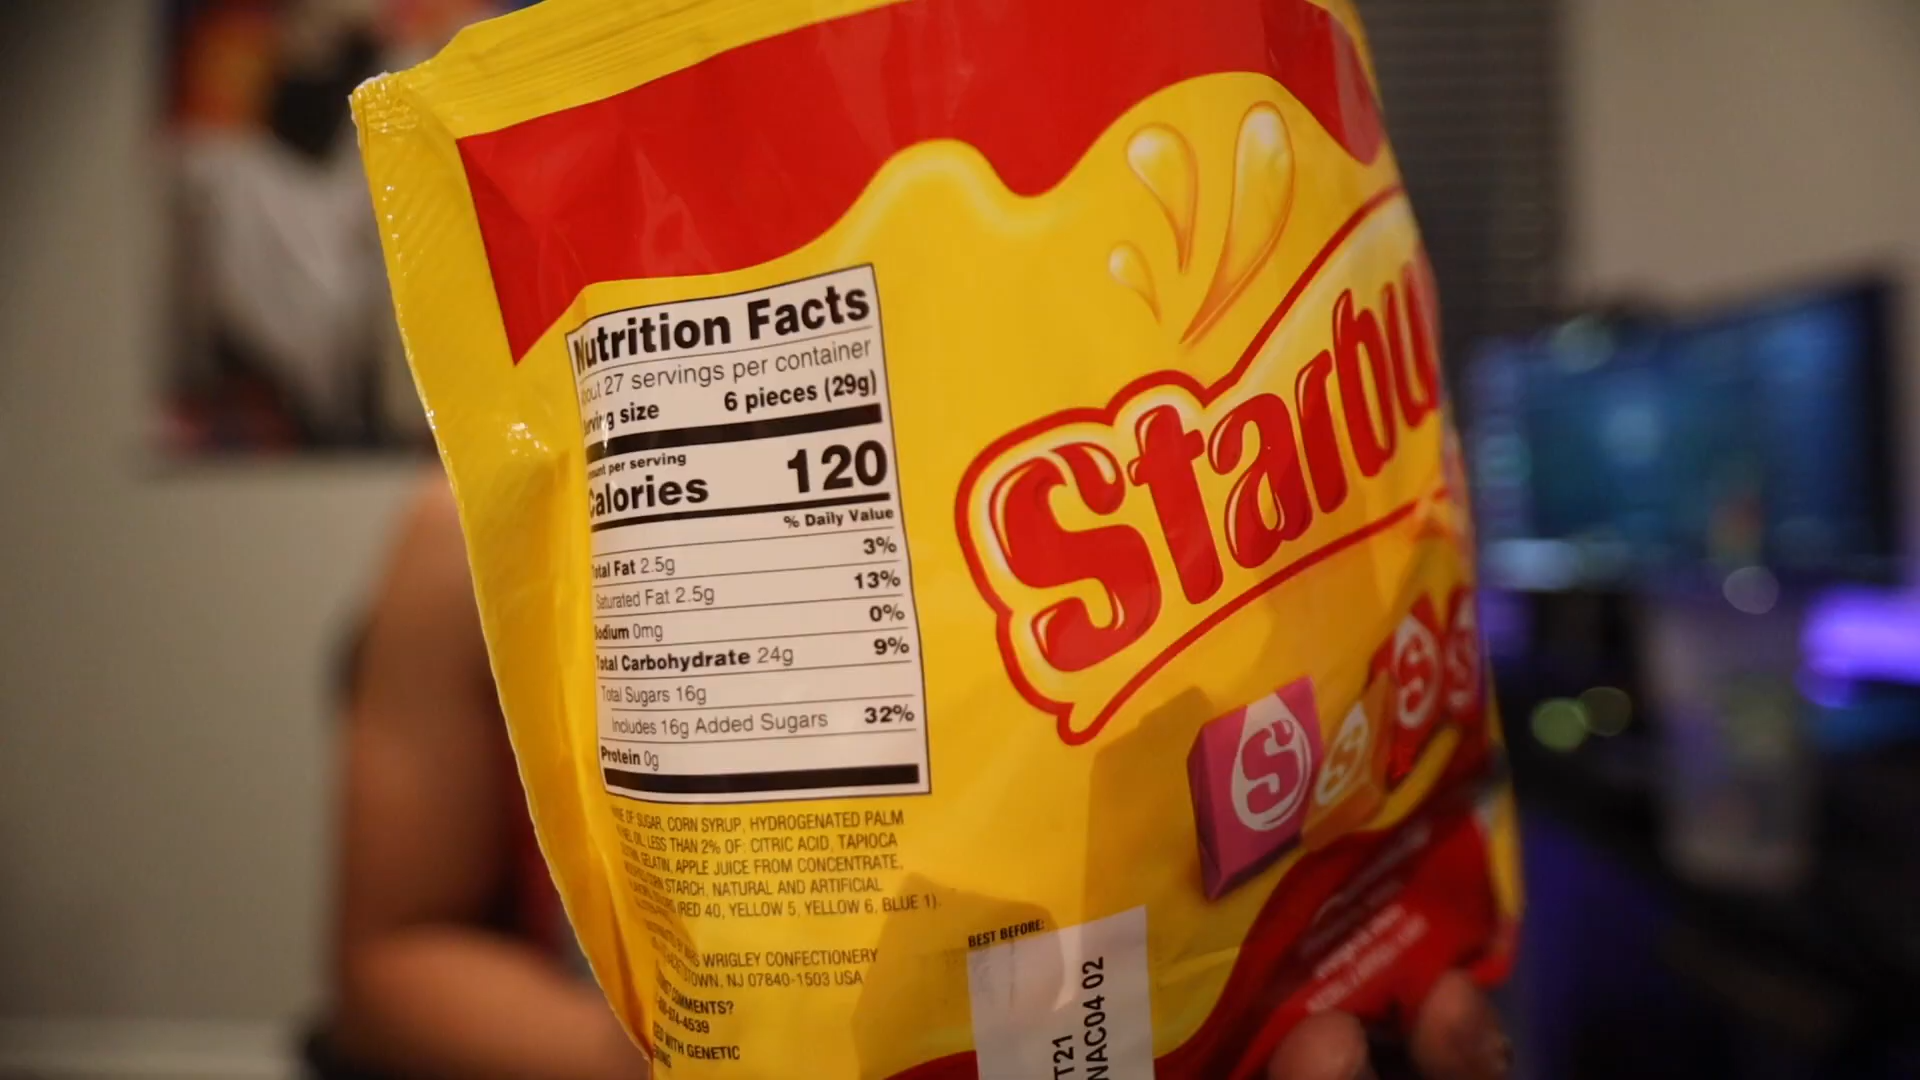 Nutrition Facts
27 servings per container
size 6 pieces (29g)
per serving
Calories 120
% Daily Value
Total Fat 2.5g 3%
Saturated Fat 2.5g 13%
Sodium 0mg 0%
Total Carbohydrate 24g 9%
Total Sugars 16g
Includes 16g Added Sugars 32%
Protein 0g
OF SUGAR, CORN SYRUP, HYDROGENATED PALM
OIL, LESS THAN 2% OF: CITRIC ACID, TAPIOCA
GELATIN, APPLE JUICE FROM CONCENTRATE,
STARCH, NATURAL AND ARTIFICIAL
(RED 40, YELLOW 5, YELLOW 6, BLUE 1).
WRIGLEY CONFECTIONERY
NJ 07840-1503 USA
COMMENTS?
WITH GENETIC
Starbu
S
S
S
S
BEST BEFORE:
T21
NAC04 02